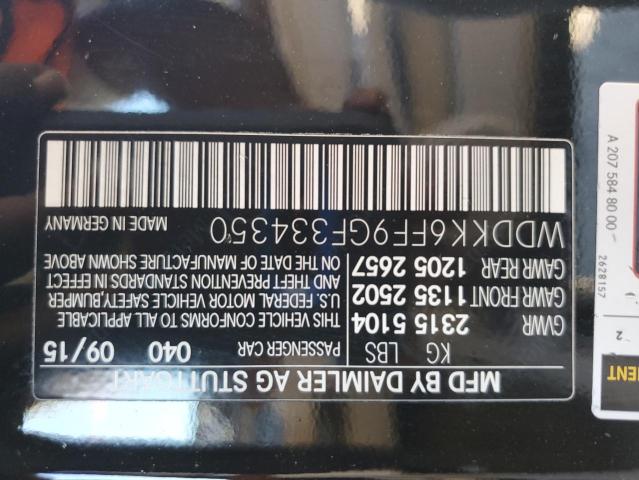 MFD BY DAIMLER AG STUTTGART
KG LBS PASSENGER CAR 040 09/15
GVWR 2315 5104 THIS VEHICLE CONFORMS TO ALL APPLICABLE
GAWR FRONT 1135 2502 U.S. FEDERAL MOTOR VEHICLE SAFETY,BUMPER
GAWR REAR 1205 2657 AND THEFT PREVENTION STANDARDS IN EFFECT
ON THE DATE OF MANUFACTURE SHOWN ABOVE
WDDKK6FF9GF334350 MADE IN GERMANY
A 207 584 80 00
2628157
2
MENT